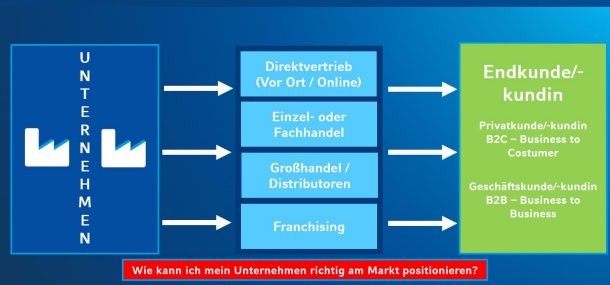 UNTERNEHMEN
Direktvertrieb
(Vor Ort / Online)
Einzel- oder
Fachhandel
Großhandel /
Distributoren
Franchising
Endkunde/-
kundin
Privatkunde/-kundin
B2C – Business to
Costumer
Geschäftskunde/-kundin
B2B – Business to
Business
Wie kann ich mein Unternehmen richtig am Markt positionieren?